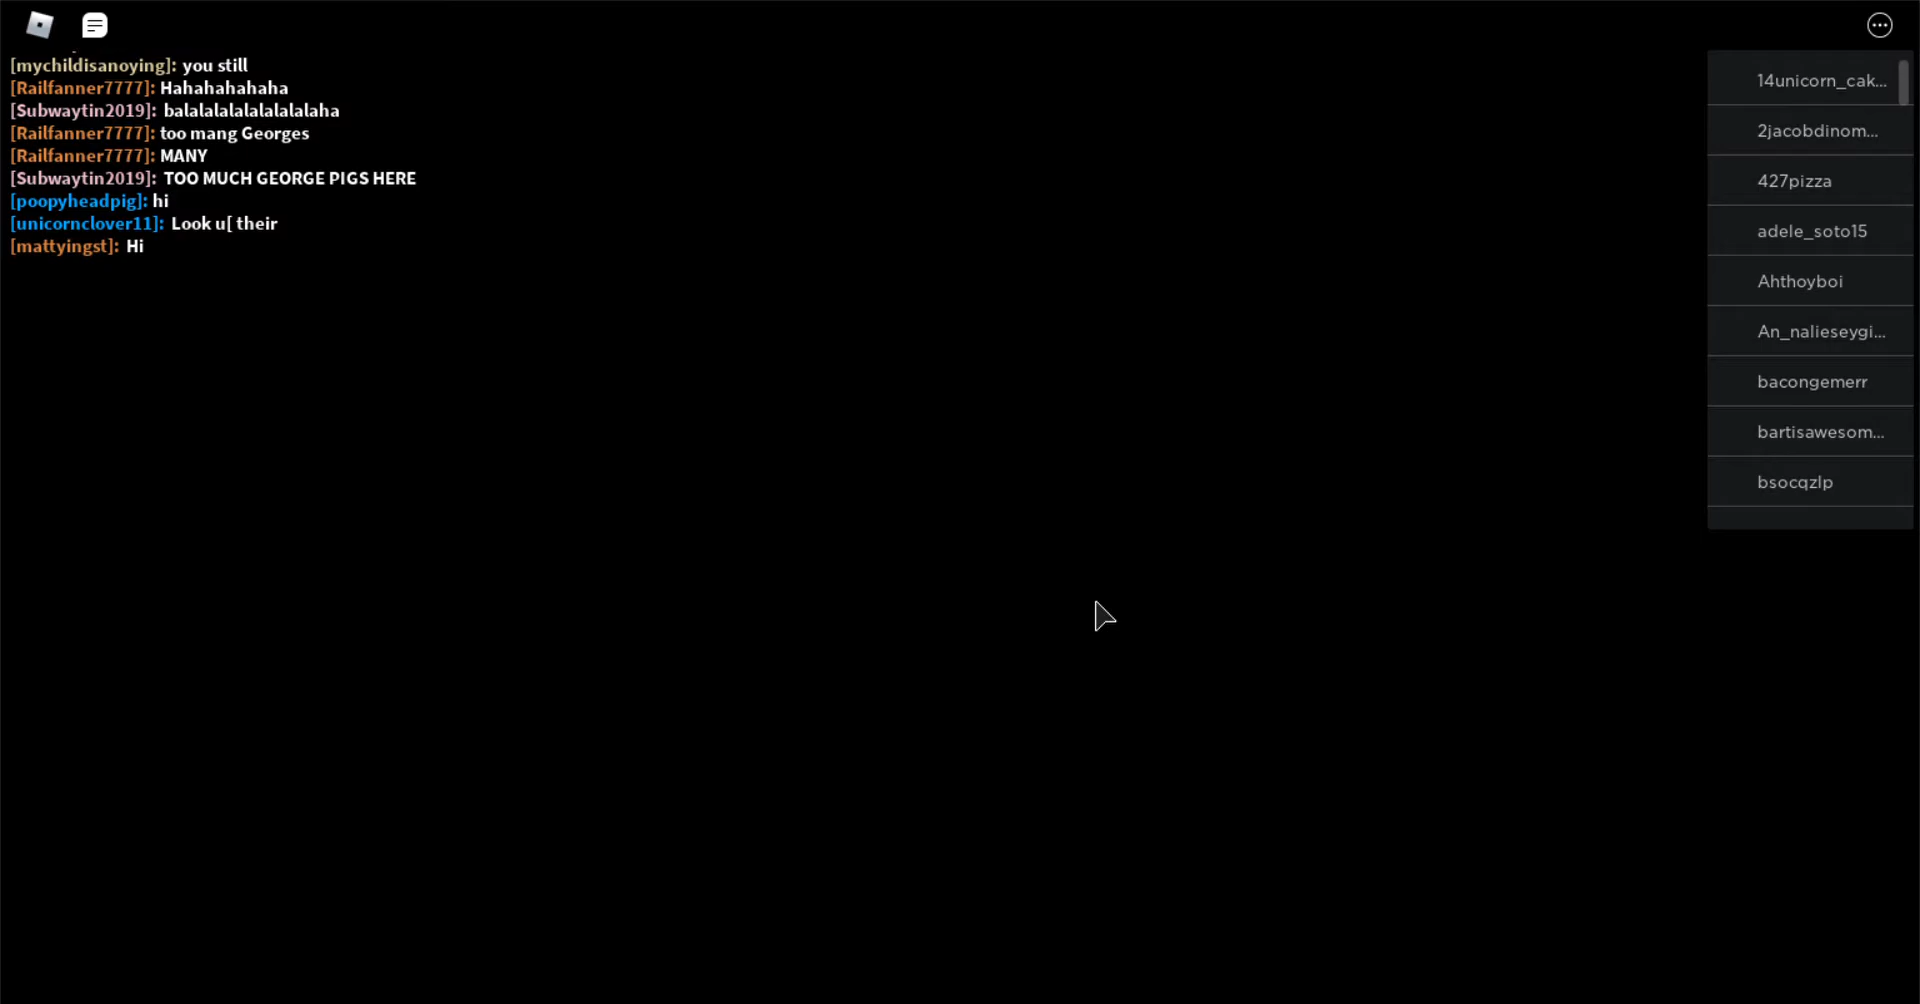 [mychildisanoying]: you still
[Railfanner7777]: Hahahahahaha
[Subwaytin2019]: balalalalalalalalalaha
[Railfanner7777]: too mang Georges
[Railfanner7777]: MANY
[Subwaytin2019]: TOO MUCH GEORGE PIGS HERE
[poopyheadpig]: hi
[unicornclover11]: Look u[ their
[mattyingst]: Hi
14unicorn_cak...
2jacobdinom...
427pizza
adele_soto15
Ahthoyboi
An_nalieseygi...
bacongemerr
bartisawesom...
bsocqzlp